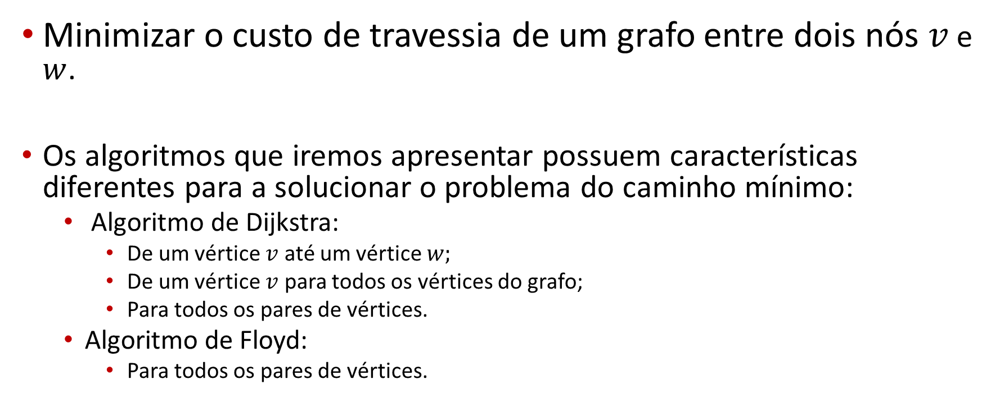 • Minimizar o custo de travessia de um grafo entre dois nós v e
w.
• Os algoritmos que iremos apresentar possuem características
diferentes para a solucionar o problema do caminho mínimo:
• Algoritmo de Dijkstra:
• De um vértice v até um vértice w;
• De um vértice v para todos os vértices do grafo;
• Para todos os pares de vértices.
• Algoritmo de Floyd:
• Para todos os pares de vértices.